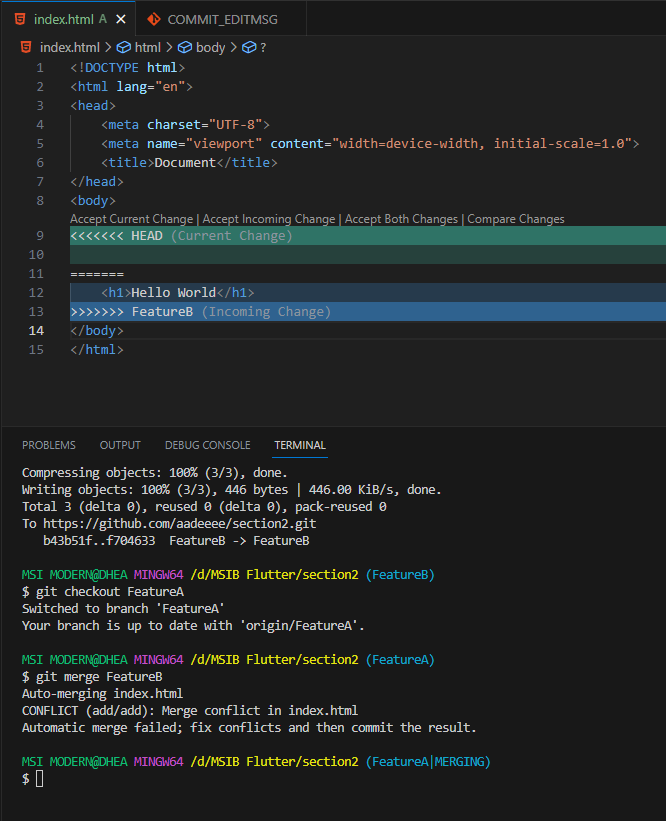 index.html A COMMIT_EDITMSG
index.html > html > body > ?
1 <!DOCTYPE html>
2 <html lang="en">
3 <head>
4     <meta charset="UTF-8">
5     <meta name="viewport" content="width=device-width, initial-scale=1.0">
6     <title>Document</title>
7 </head>
8 <body>
Accept Current Change | Accept Incoming Change | Accept Both Changes | Compare Changes
9 <<<<<<< HEAD (Current Change)
10
11 =======
12     <h1>Hello World</h1>
13 >>>>>>> FeatureB (Incoming Change)
14 </body>
15 </html>
PROBLEMS OUTPUT DEBUG CONSOLE TERMINAL
Compressing objects: 100% (3/3), done.
Writing objects: 100% (3/3), 446 bytes | 446.00 KiB/s, done.
Total 3 (delta 0), reused 0 (delta 0), pack-reused 0
To https://github.com/aadeeee/section2.git
   b43b51f..f704633  FeatureB -> FeatureB
MSI MODERN@DHEA MINGW64 /d/MSIB Flutter/section2 (FeatureB)
$ git checkout FeatureA
Switched to branch 'FeatureA'
Your branch is up to date with 'origin/FeatureA'.
MSI MODERN@DHEA MINGW64 /d/MSIB Flutter/section2 (FeatureA)
$ git merge FeatureB
Auto-merging index.html
CONFLICT (add/add): Merge conflict in index.html
Automatic merge failed; fix conflicts and then commit the result.
MSI MODERN@DHEA MINGW64 /d/MSIB Flutter/section2 (FeatureA|MERGING)
$